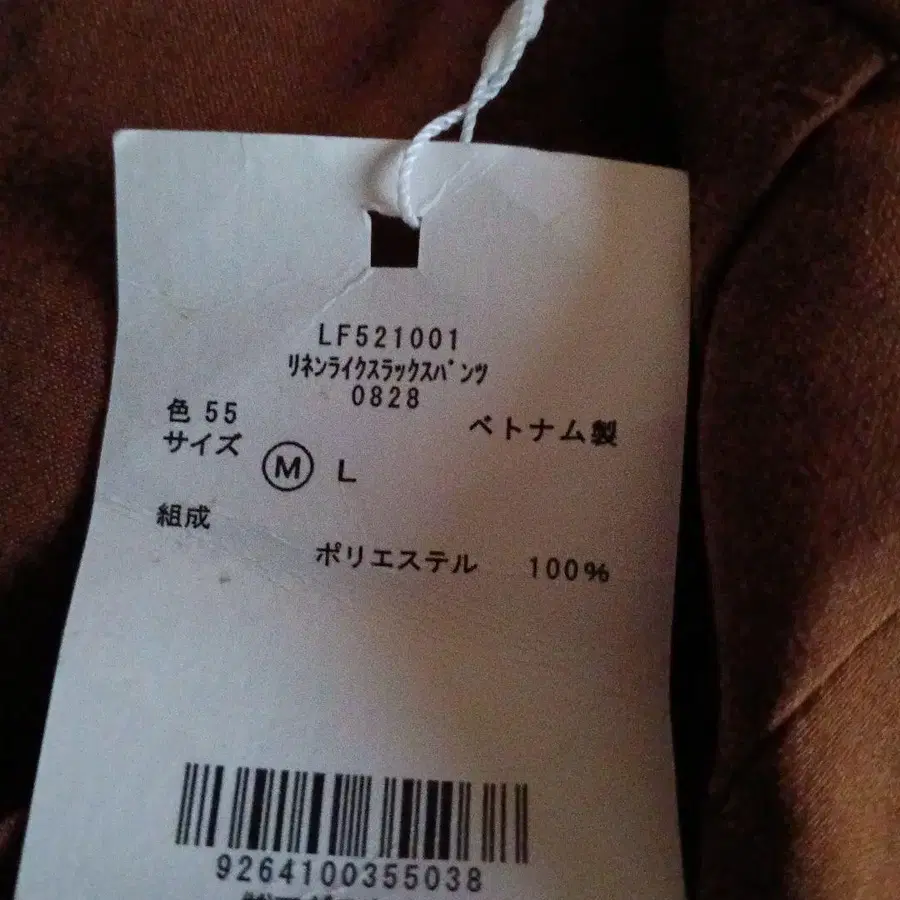 LF521001
リネンライクスラックスパンツ
0828
色 55
ベトナム製
サイズ
M L
組成
ポリエステル 100%
9264100355038